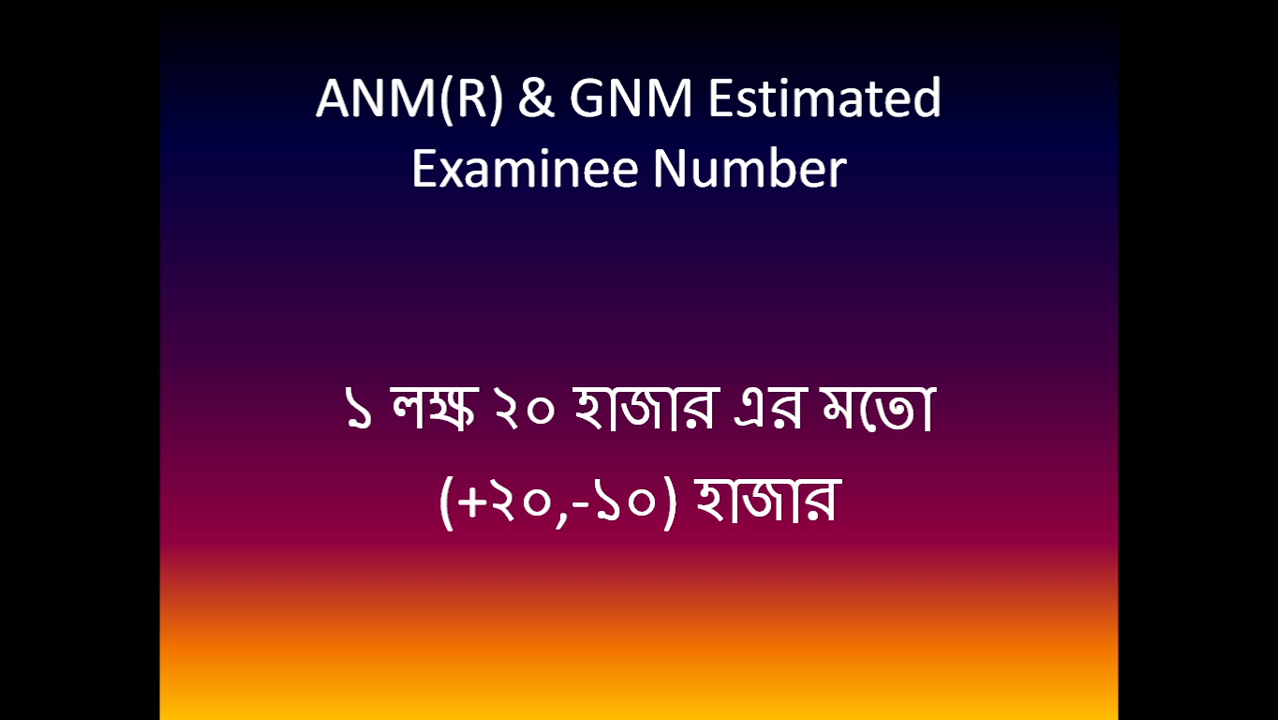 ANM(R) & GNM Estimated
Examinee Number
১ লক্ষ ২০ হাজার এর মতো
(+২০,-১০) হাজার